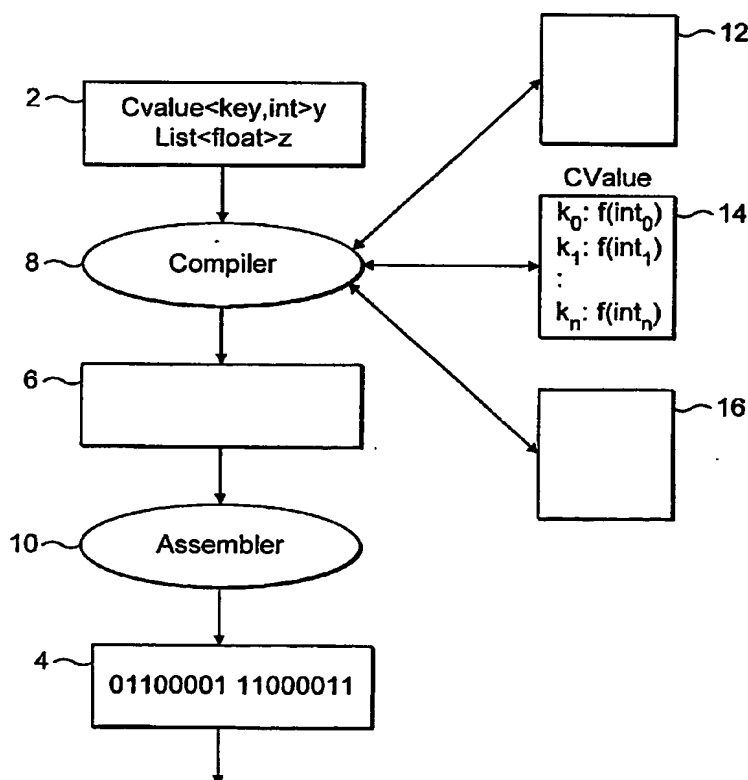 12
2
Cvalue<key,int>y
List<float>z
CValue
k₀: f(int₀)
14
k₁: f(int₁)
:
kₙ: f(intₙ)
8
Compiler
6
16
10
Assembler
4
01100001 11000011